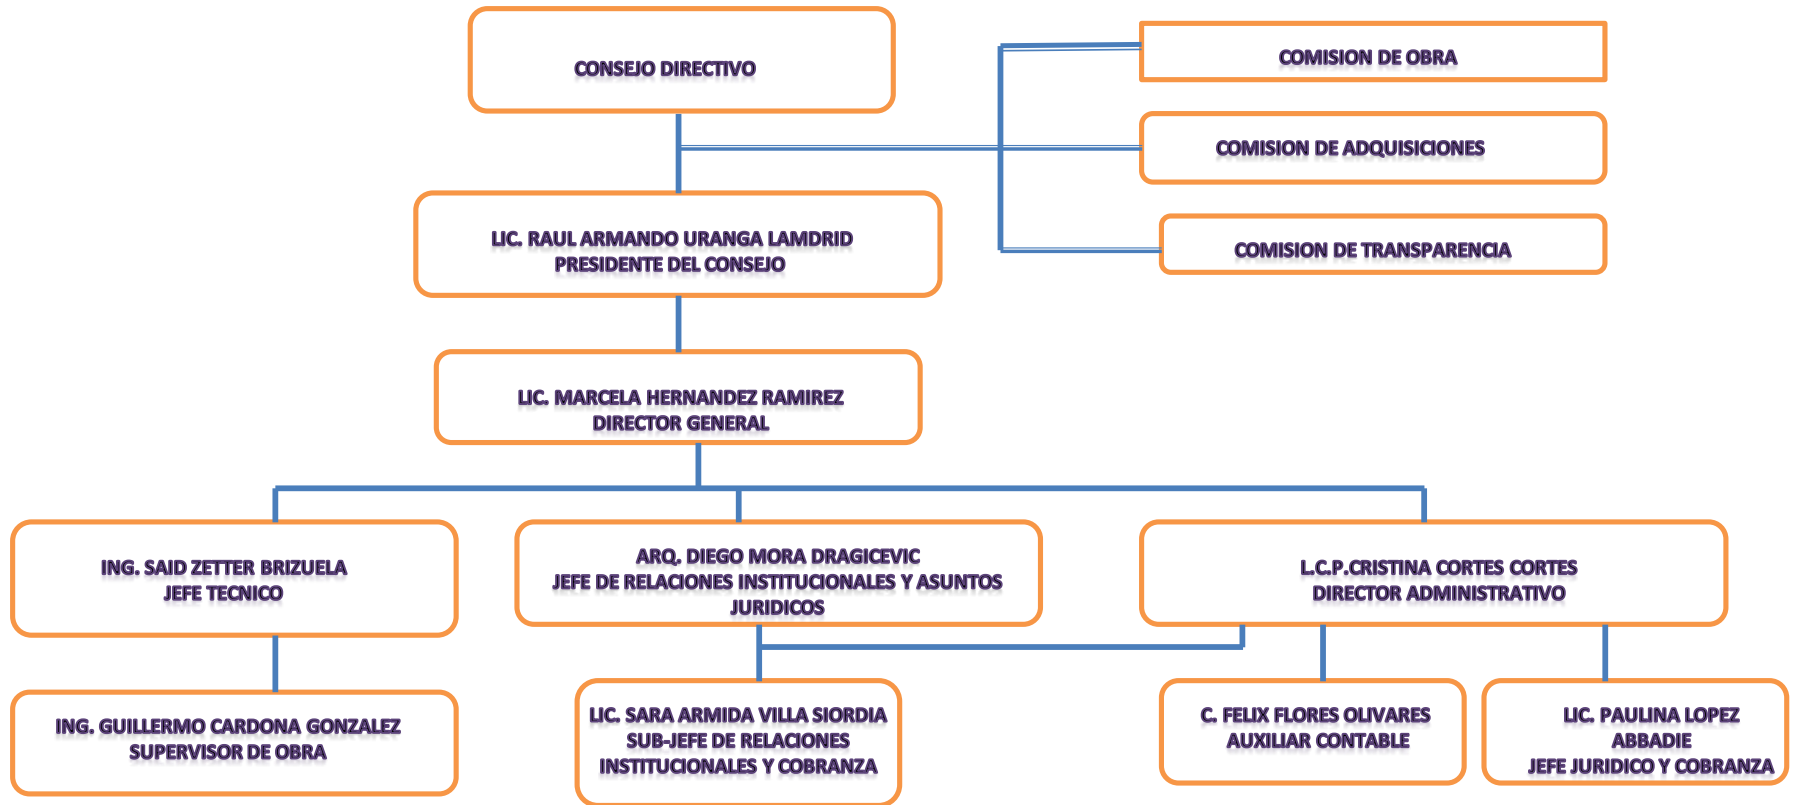 CONSEJO DIRECTIVO
COMISION DE OBRA
COMISION DE ADQUISICIONES
COMISION DE TRANSPARENCIA
LIC. RAUL ARMANDO URANGA LAMDRID
PRESIDENTE DEL CONSEJO
LIC. MARCELA HERNANDEZ RAMIREZ
DIRECTOR GENERAL
ING. SAID ZETTER BRIZUELA
JEFE TECNICO
ARQ. DIEGO MORA DRAGICEVIC
JEFE DE RELACIONES INSTITUCIONALES Y ASUNTOS
JURIDICOS
L.C.P.CRISTINA CORTES CORTES
DIRECTOR ADMINISTRATIVO
ING. GUILLERMO CARDONA GONZALEZ
SUPERVISOR DE OBRA
LIC. SARA ARMIDA VILLA SIORDIA
SUB-JEFE DE RELACIONES
INSTITUCIONALES Y COBRANZA
C. FELIX FLORES OLIVARES
AUXILIAR CONTABLE
LIC. PAULINA LOPEZ
ABBADIE
JEFE JURIDICO Y COBRANZA